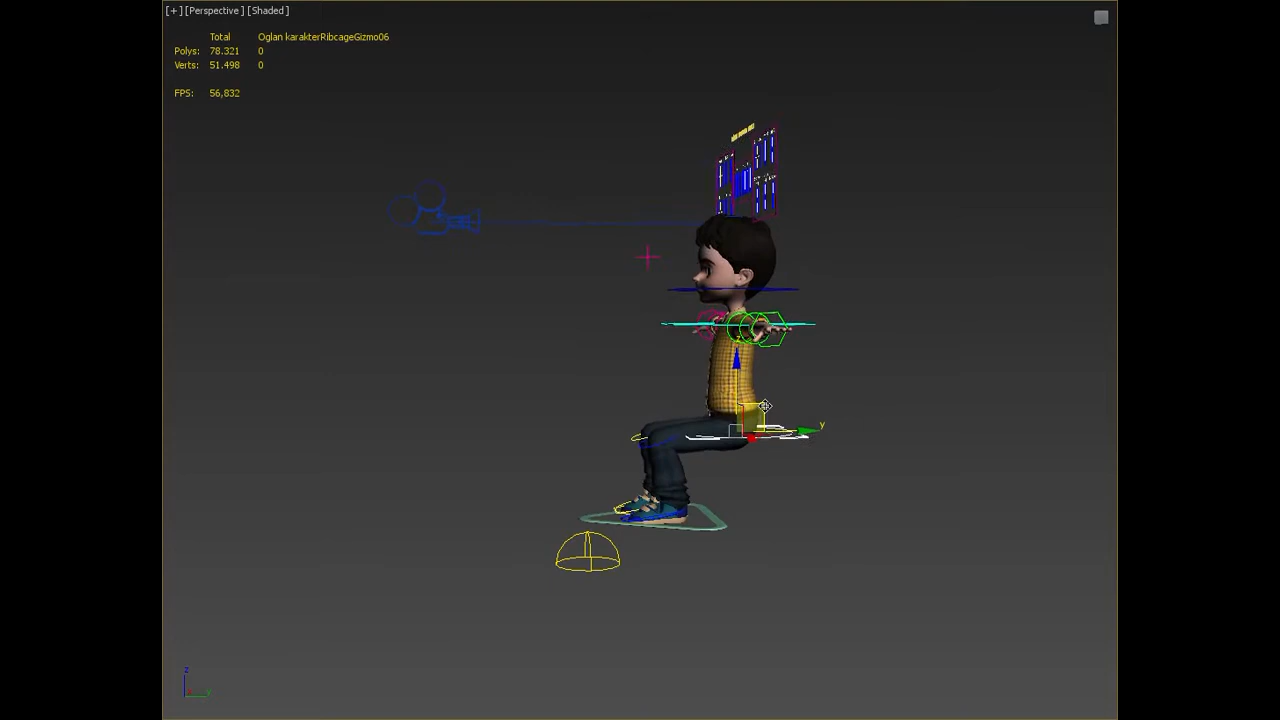 [+] [Perspective] [Shaded]
Total Oglan karakterRibcageGizmo06
Polys: 78.321 0
Verts: 51.498 0
FPS: 56,832
y
z